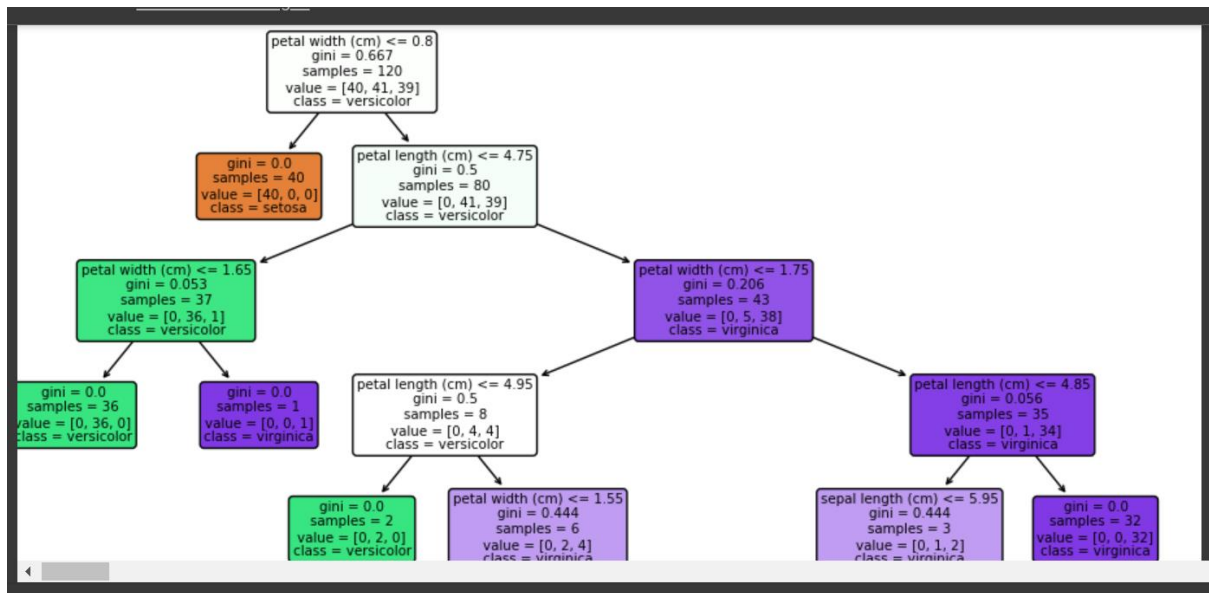 petal width (cm) <= 0.8
gini = 0.667
samples = 120
value = [40, 41, 39]
class = versicolor
gini = 0.0
samples = 40
value = [40, 0, 0]
class = setosa
petal length (cm) <= 4.75
gini = 0.5
samples = 80
value = [0, 41, 39]
class = versicolor
petal width (cm) <= 1.65
gini = 0.053
samples = 37
value = [0, 36, 1]
class = versicolor
petal width (cm) <= 1.75
gini = 0.206
samples = 43
value = [0, 5, 38]
class = virginica
gini = 0.0
samples = 36
value = [0, 36, 0]
class = versicolor
gini = 0.0
samples = 1
value = [0, 0, 1]
class = virginica
petal length (cm) <= 4.95
gini = 0.5
samples = 8
value = [0, 4, 4]
class = versicolor
petal length (cm) <= 4.85
gini = 0.056
samples = 35
value = [0, 1, 34]
class = virginica
gini = 0.0
samples = 2
value = [0, 2, 0]
class = versicolor
petal width (cm) <= 1.55
gini = 0.444
samples = 6
value = [0, 2, 4]
class = virginica
sepal length (cm) <= 5.95
gini = 0.444
samples = 3
value = [0, 1, 2]
class = virginica
gini = 0.0
samples = 32
value = [0, 0, 32]
class = virginica